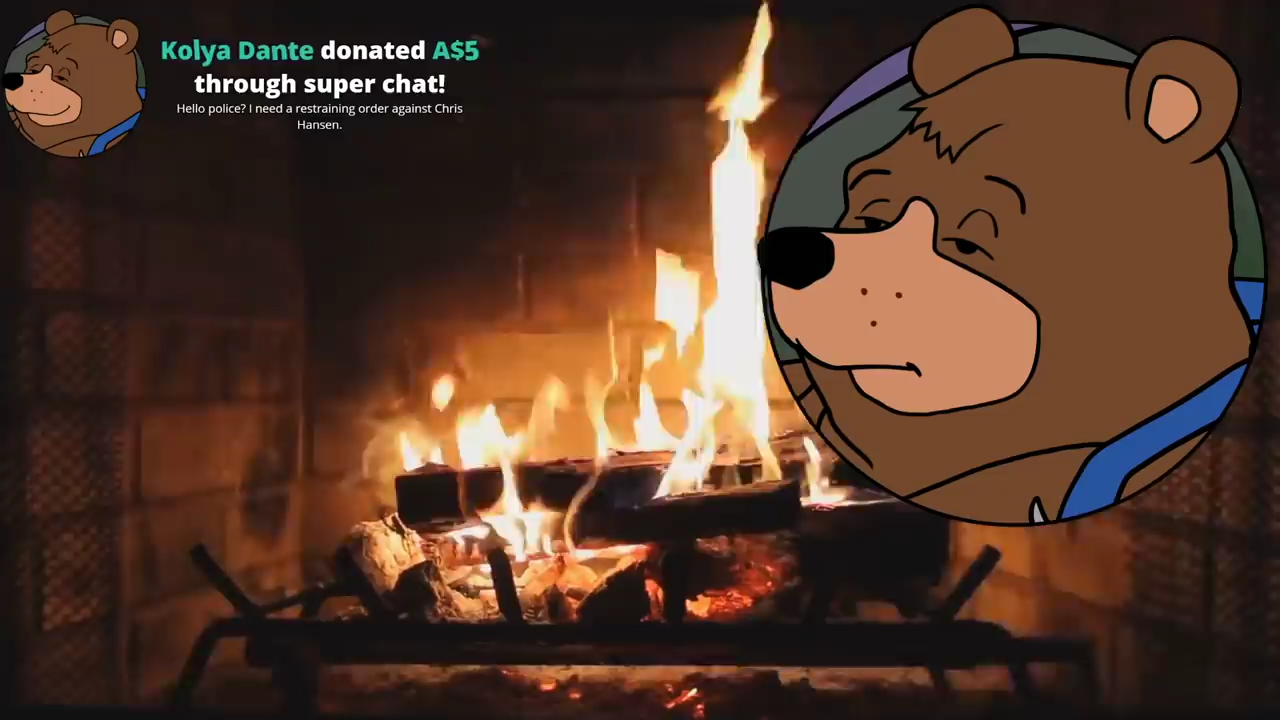 Kolya Dante donated A$5
through super chat!
Hello police? I need a restraining order against Chris
Hansen.